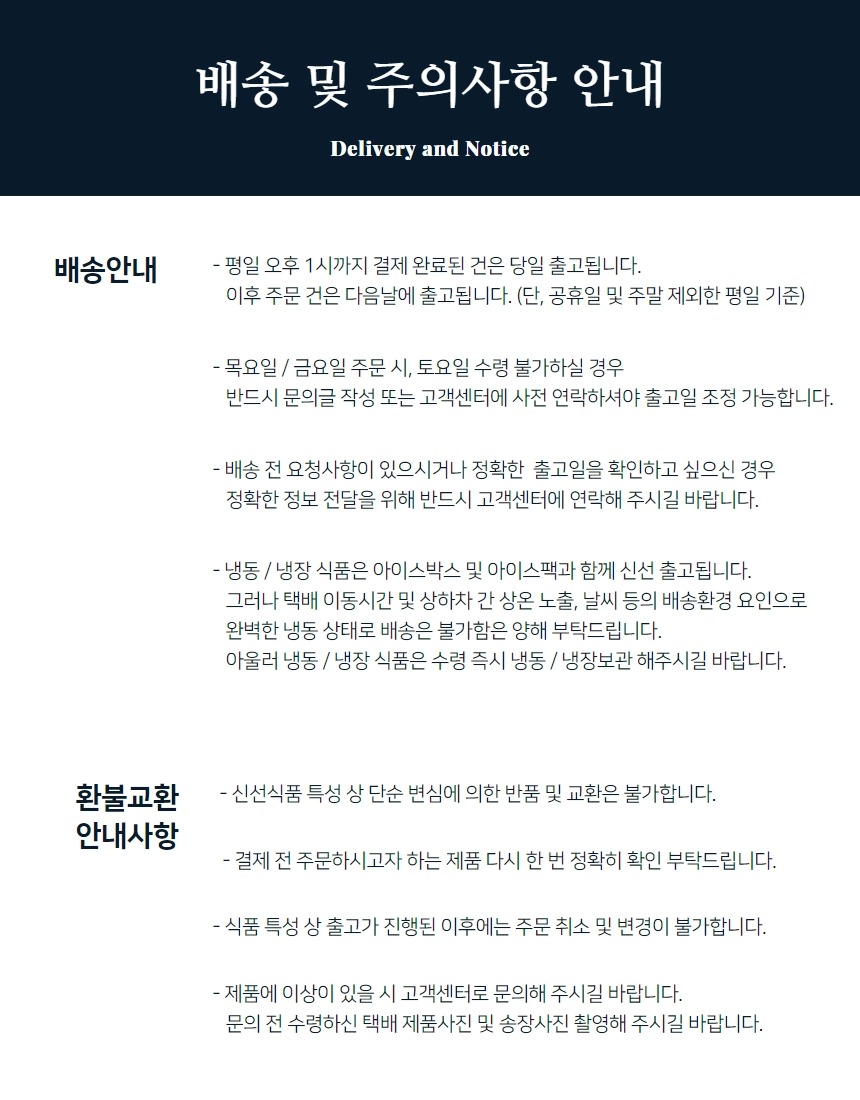 배송 및 주의사항 안내
Delivery and Notice
배송안내
- 평일 오후 1시까지 결제 완료된 건은 당일 출고됩니다.
이후 주문 건은 다음날에 출고됩니다. (단, 공휴일 및 주말 제외한 평일 기준)
- 목요일 / 금요일 주문 시, 토요일 수령 불가하실 경우
반드시 문의글 작성 또는 고객센터에 사전 연락하셔야 출고일 조정 가능합니다.
- 배송 전 요청사항이 있으시거나 정확한 출고일을 확인하고 싶으신 경우
정확한 정보 전달을 위해 반드시 고객센터에 연락해 주시길 바랍니다.
- 냉동 / 냉장 식품은 아이스박스 및 아이스팩과 함께 신선 출고됩니다.
그러나 택배 이동시간 및 상하차 간 상온 노출, 날씨 등의 배송환경 요인으로
완벽한 냉동 상태로 배송은 불가함은 양해 부탁드립니다.
아울러 냉동 / 냉장 식품은 수령 즉시 냉동 / 냉장보관 해주시길 바랍니다.
환불교환
안내사항
- 신선식품 특성 상 단순 변심에 의한 반품 및 교환은 불가합니다.
- 결제 전 주문하시고자 하는 제품 다시 한 번 정확히 확인 부탁드립니다.
- 식품 특성 상 출고가 진행된 이후에는 주문 취소 및 변경이 불가합니다.
- 제품에 이상이 있을 시 고객센터로 문의해 주시길 바랍니다.
문의 전 수령하신 택배 제품사진 및 송장사진 촬영해 주시길 바랍니다.